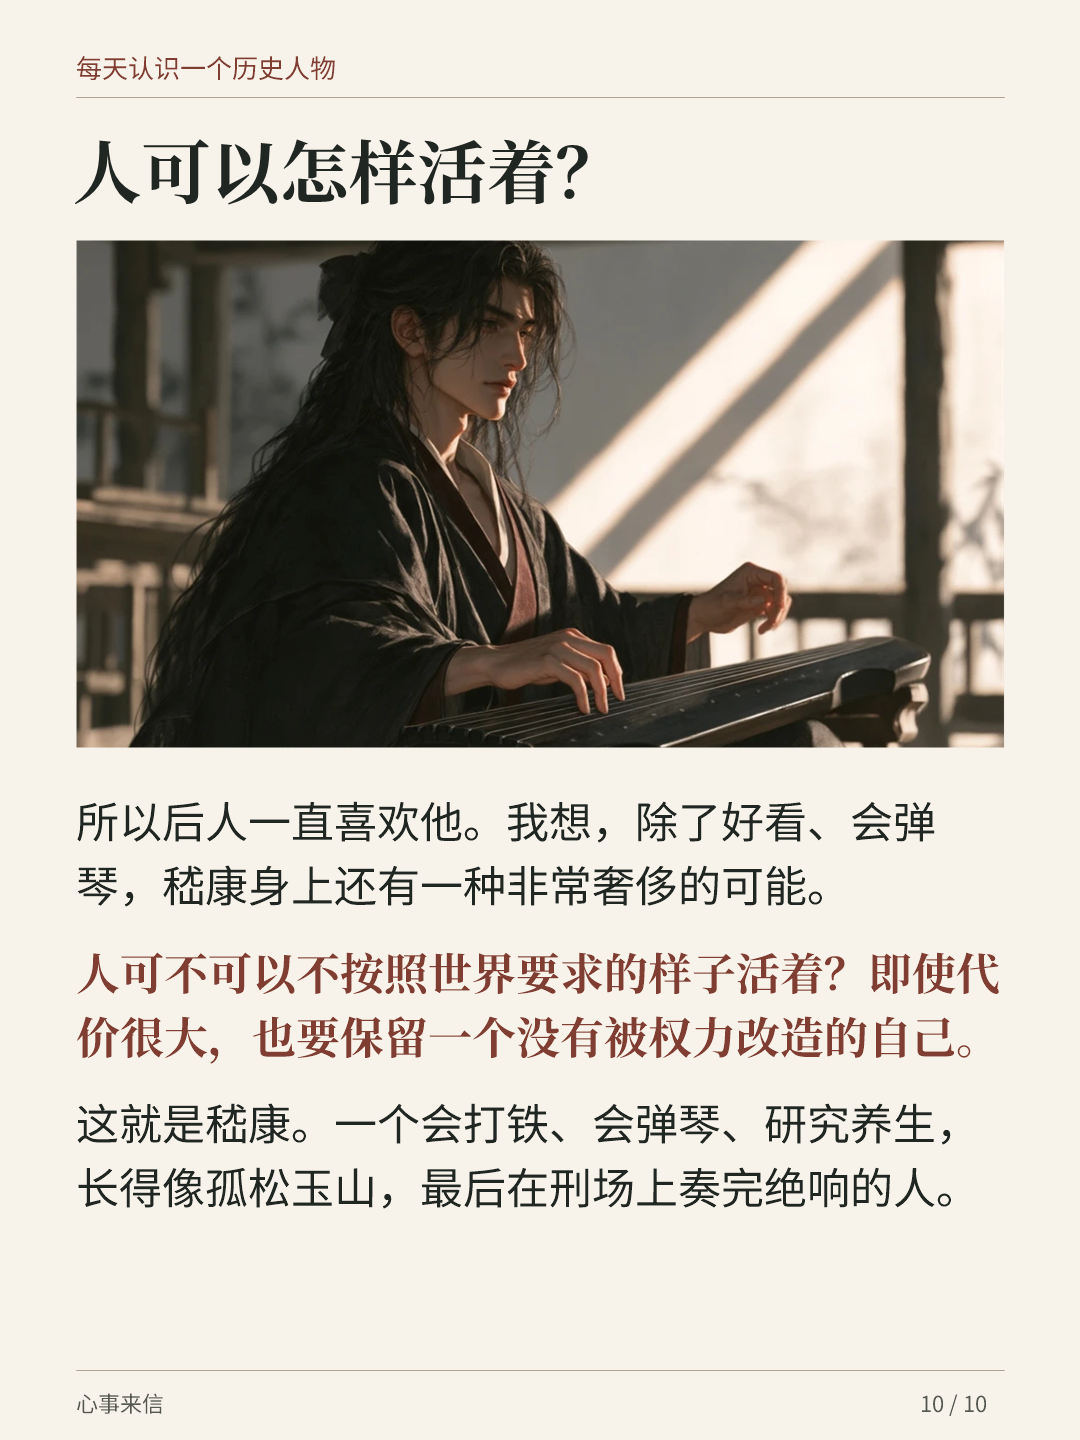 每天认识一个历史人物
人可以怎样活着？
所以后人一直喜欢他。我想，除了好看、会弹
琴，嵇康身上还有一种非常奢侈的可能。
人可不可以不按照世界要求的样子活着？即使代
价很大，也要保留一个没有被权力改造的自己。
这就是嵇康。一个会打铁、会弹琴、研究养生，
长得像孤松玉山，最后在刑场上奏完绝响的人。
心事来信
10 / 10